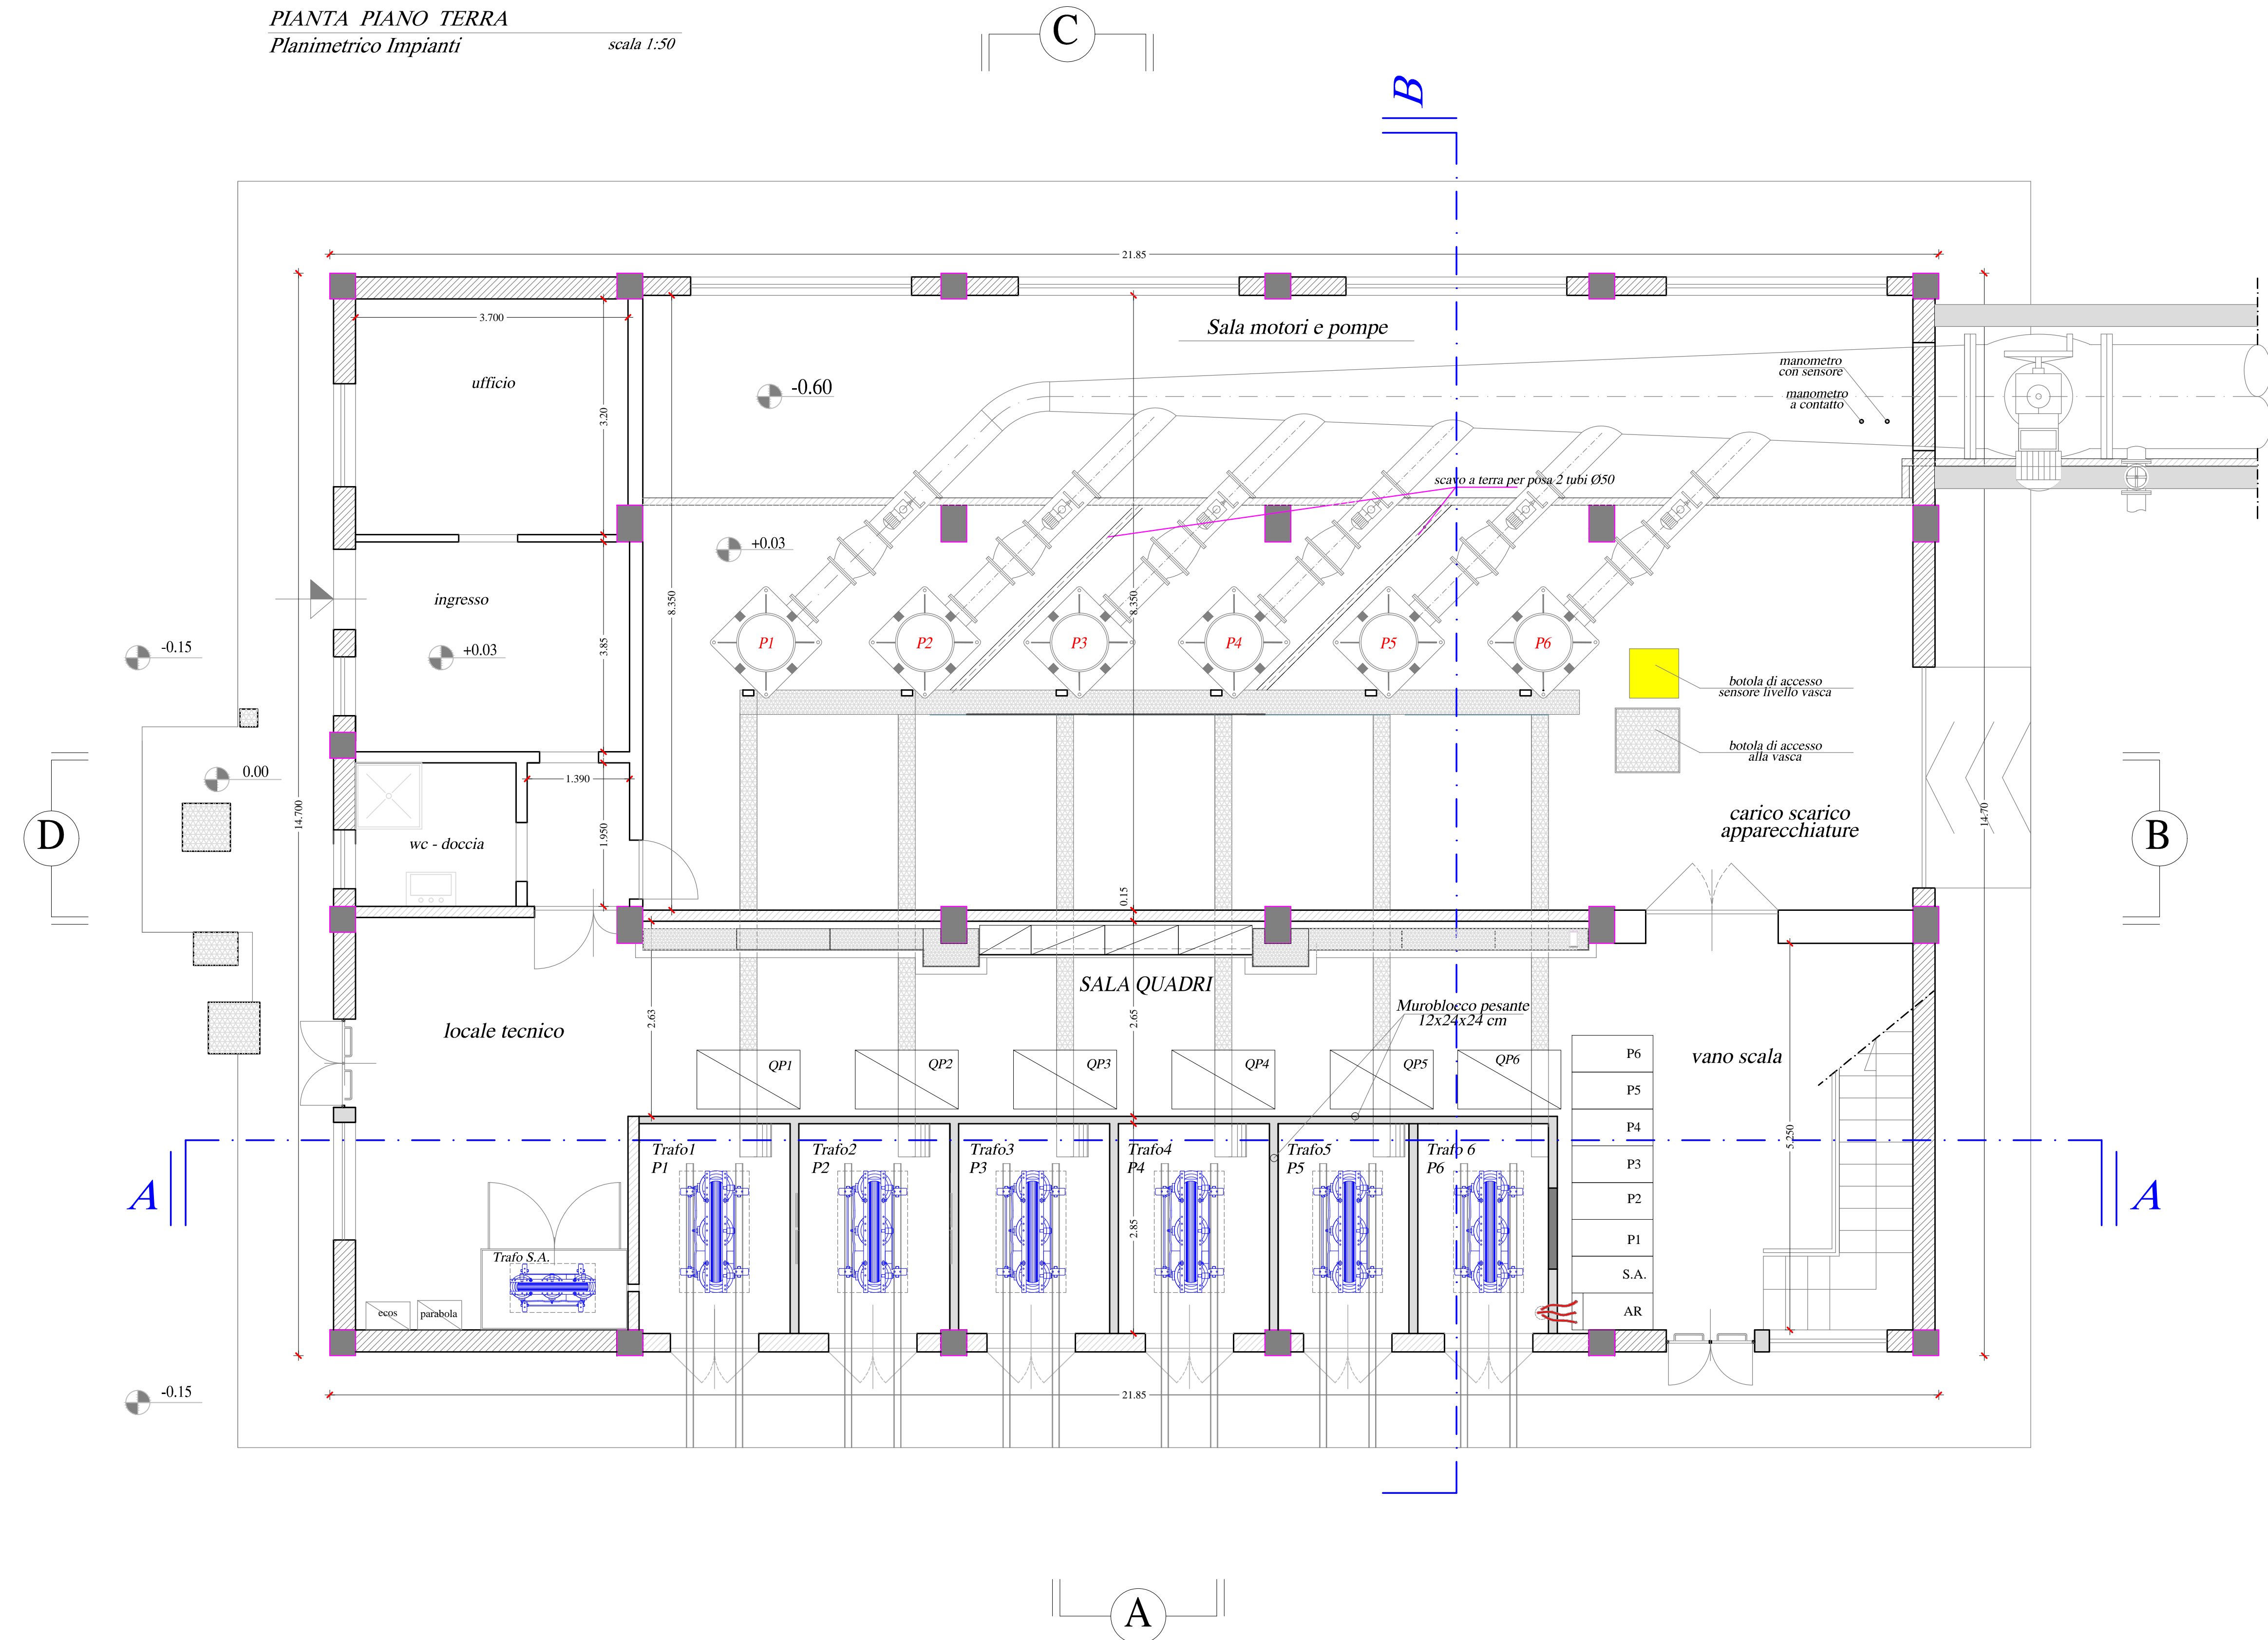 PIANTA PIANO TERRA
Planimetrico Impianti
scala 1:50
C
B
21.85
3.700
Sala motori e pompe
ufficio
-0.60
manometro
con sensore
manometro
a contatto
3.20
scavo a terra per posa 2 tubi Ø50
+0.03
ingresso
8.350
8.350
+0.03
3.85
-0.15
P1
P2
P3
P4
P5
P6
botola di accesso
sensore livello vasca
botola di accesso
alla vasca
0.00
1.390
14.700
14.70
1.950
carico scarico
apparecchiature
D
B
wc - doccia
0.15
SALA QUADRI
Muroblocco pesante
12x24x24 cm
2.63
2.65
locale tecnico
vano scala
QP1
QP2
QP3
QP4
QP5
QP6
P6
P5
P4
P3
P2
P1
S.A.
AR
5.250
Trafo1
P1
Trafo2
P2
Trafo3
P3
Trafo4
P4
Trafo5
P5
Trafo 6
P6
A
A
2.85
Trafo S.A.
ecos
parabola
-0.15
21.85
A